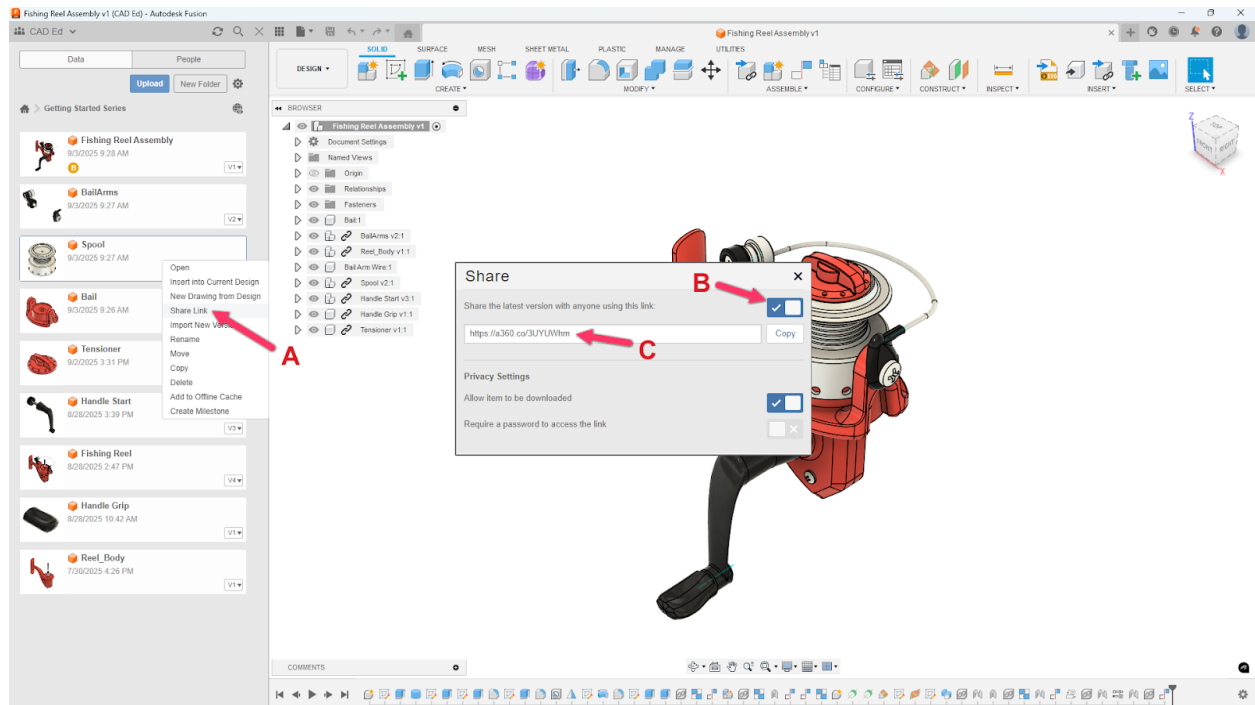 Fishing Reel Assembly v1 (CAD Ed) - Autodesk Fusion
CAD Ed
Fishing Reel Assembly v1
Data
People
Upload
New Folder
Getting Started Series
Fishing Reel Assembly
9/3/2025 9:28 AM
B
V1
BailArms
9/3/2025 9:27 AM
V2
Spool
9/3/2025 9:27 AM
Bail
9/3/2025 9:26 AM
Tensioner
9/2/2025 3:31 PM
Handle Start
8/28/2025 3:39 PM
V3
Fishing Reel
8/28/2025 2:47 PM
V4
Handle Grip
8/28/2025 10:42 AM
V1
Reel_Body
7/30/2025 4:26 PM
V1
Open
Insert into Current Design
New Drawing from Design
Share Link
Import New
Rename
Move
Copy
Delete
Add to Offline Cache
Create Milestone
A
DESIGN
SOLID
SURFACE
MESH
SHEET METAL
PLASTIC
MANAGE
UTILITIES
CREATE
MODIFY
ASSEMBLE
CONFIGURE
CONSTRUCT
INSPECT
INSERT
SELECT
BROWSER
Fishing Reel Assembly v1
Document Settings
Named Views
Origin
Relationships
Fasteners
Bail:1
BailArms v2:1
Reel_Body v1:1
Bail Arm Wire:1
Spool v2:1
Handle Start v3:1
Handle Grip v1:1
Tensioner v1:1
Share
B
Share the latest version with anyone using this link:
https://a360.co/3UYUWhm
Copy
C
Privacy Settings
Allow item to be downloaded
Require a password to access the link
Z
FRONT
RIGHT
X
COMMENTS